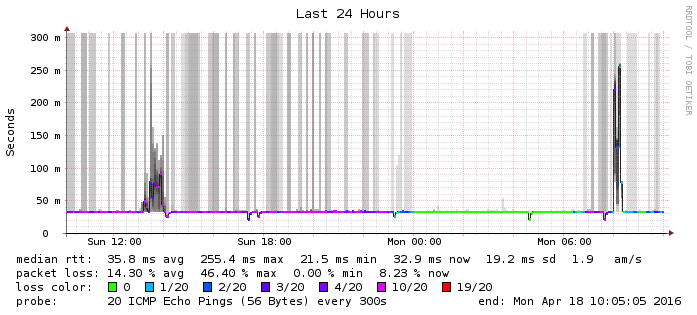 Last 24 Hours
RRDTOOL / TOBI OETIKER
Seconds
300 m
250 m
200 m
150 m
100 m
50 m
0
Sun 12:00 Sun 18:00 Mon 00:00 Mon 06:00
median rtt: 35.8 ms avg 255.4 ms max 21.5 ms min 32.9 ms now 19.2 ms sd 1.9 am/s
packet loss: 14.30 % avg 46.40 % max 0.00 % min 8.23 % now
loss color: 0 1/20 2/20 3/20 4/20 10/20 19/20
probe: 20 ICMP Echo Pings (56 Bytes) every 300s end: Mon Apr 18 10:05:05 2016